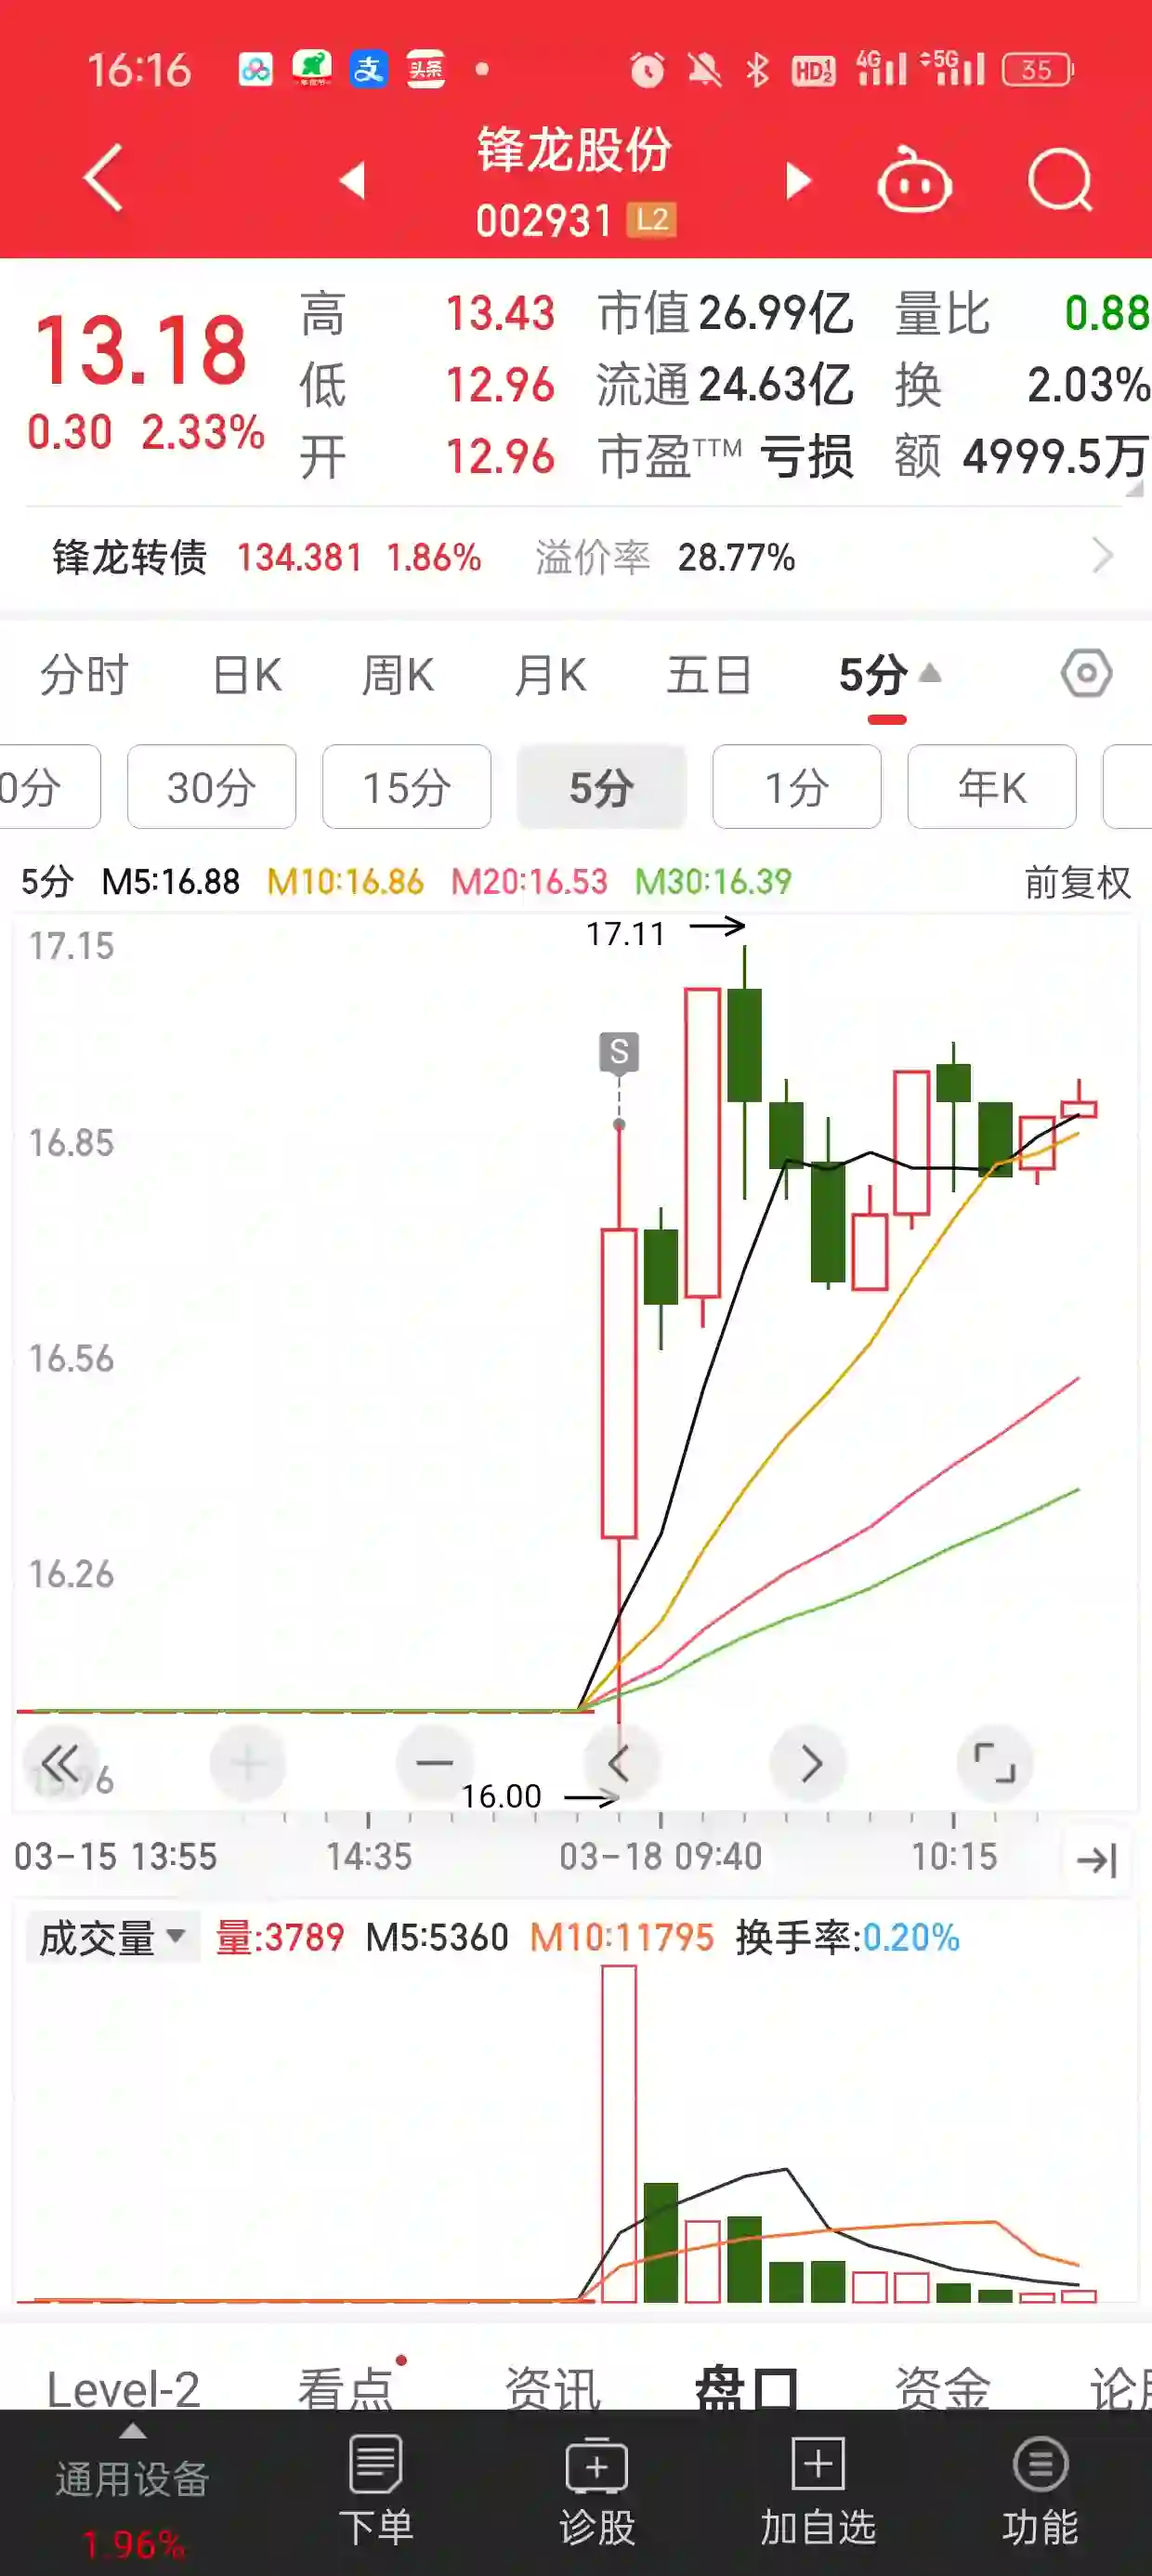 16:16 头条 HD1 2 4G 5G 35
锋龙股份
002931 L2
13.18
0.30 2.33%
高 13.43 市值 26.99亿 量比 0.88
低 12.96 流通 24.63亿 换 2.03%
开 12.96 市盈TTM 亏损 额 4999.5万
锋龙转债 134.381 1.86% 溢价率 28.77%
分时 日K 周K 月K 五日 5分
0分 30分 15分 5分 1分 年K
5分 M5:16.88 M10:16.86 M20:16.53 M30:16.39 前复权
17.11
17.15
S
16.85
16.56
16.26
16.00
03-15 13:55 14:35 03-18 09:40 10:15
成交量 量:3789 M5:5360 M10:11795 换手率:0.20%
Level-2 看点 资讯 盘口 资金 论
通用设备 下单 诊股 加自选 功能
1.96%